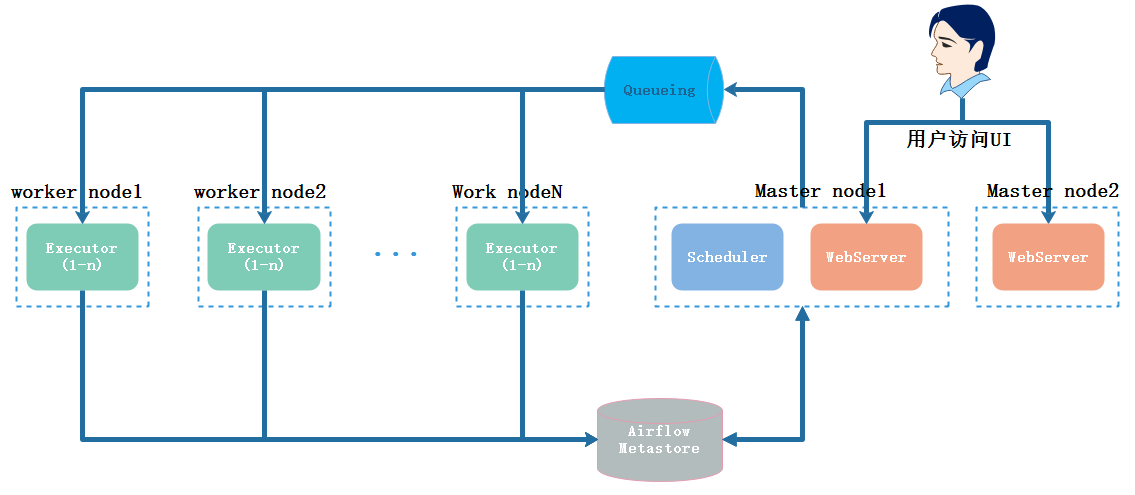 Queueing
用户访问UI
worker node1
worker node2
Work nodeN
Master node1
Master node2
Executor
(1-n)
Executor
(1-n)
...
Executor
(1-n)
Scheduler
WebServer
WebServer
Airflow
Metastore